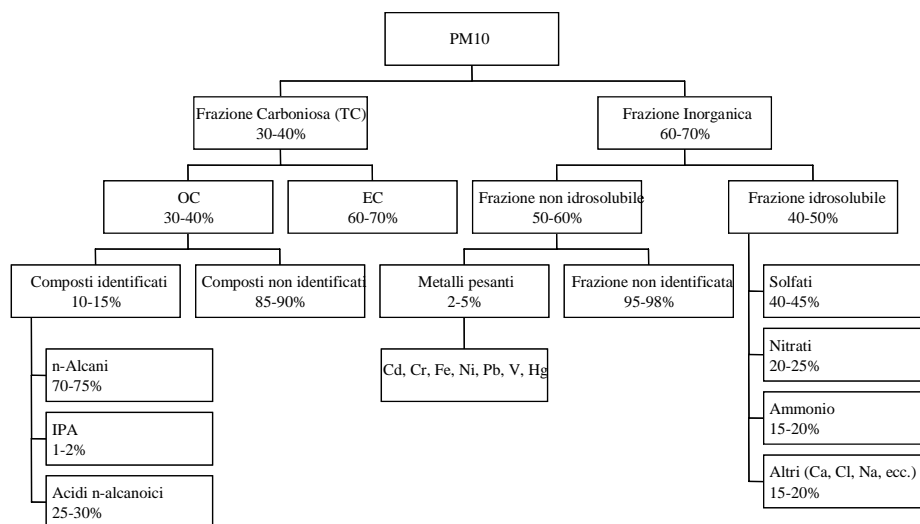 PM10
Frazione Carboniosa (TC)
30-40%
Frazione Inorganica
60-70%
OC
30-40%
EC
60-70%
Frazione non idrosolubile
50-60%
Frazione idrosolubile
40-50%
Composti identificati
10-15%
Composti non identificati
85-90%
Metalli pesanti
2-5%
Frazione non identificata
95-98%
Solfati
40-45%
n-Alcani
70-75%
Cd, Cr, Fe, Ni, Pb, V, Hg
Nitrati
20-25%
IPA
1-2%
Ammonio
15-20%
Acidi n-alcanoici
25-30%
Altri (Ca, Cl, Na, ecc.)
15-20%